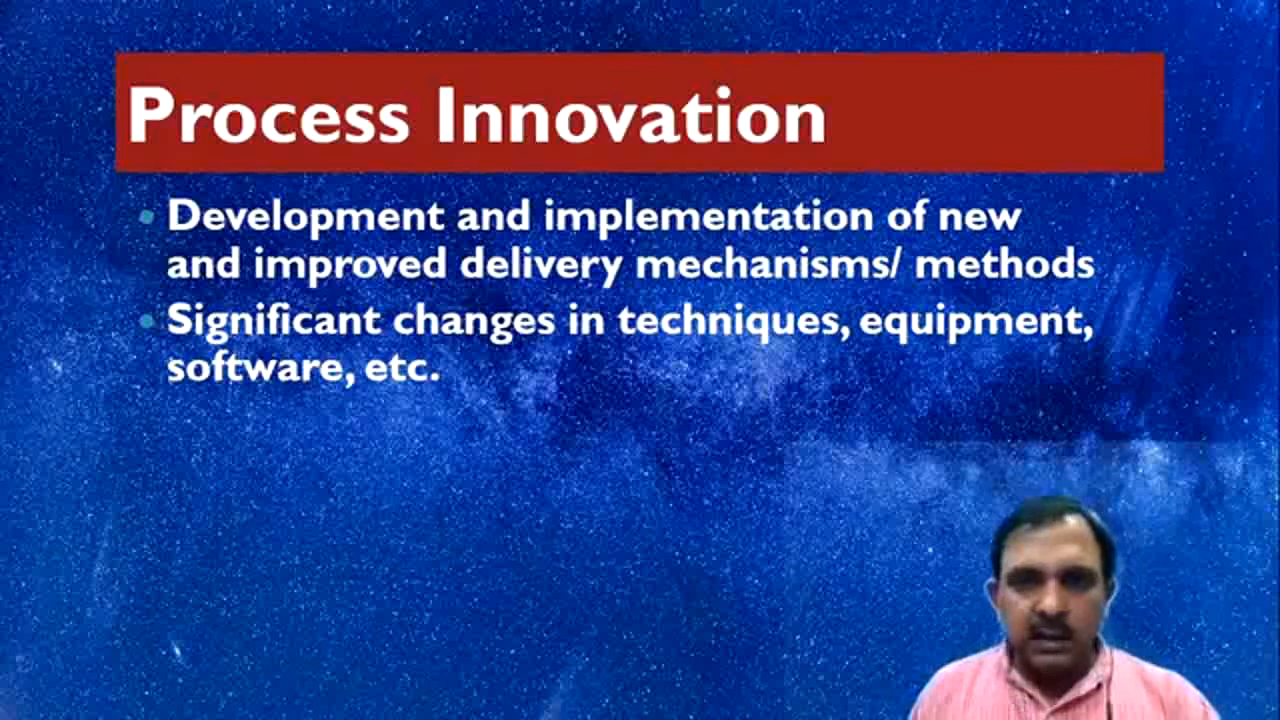 Process Innovation
• Development and implementation of new
and improved delivery mechanisms/ methods
• Significant changes in techniques, equipment,
software, etc.